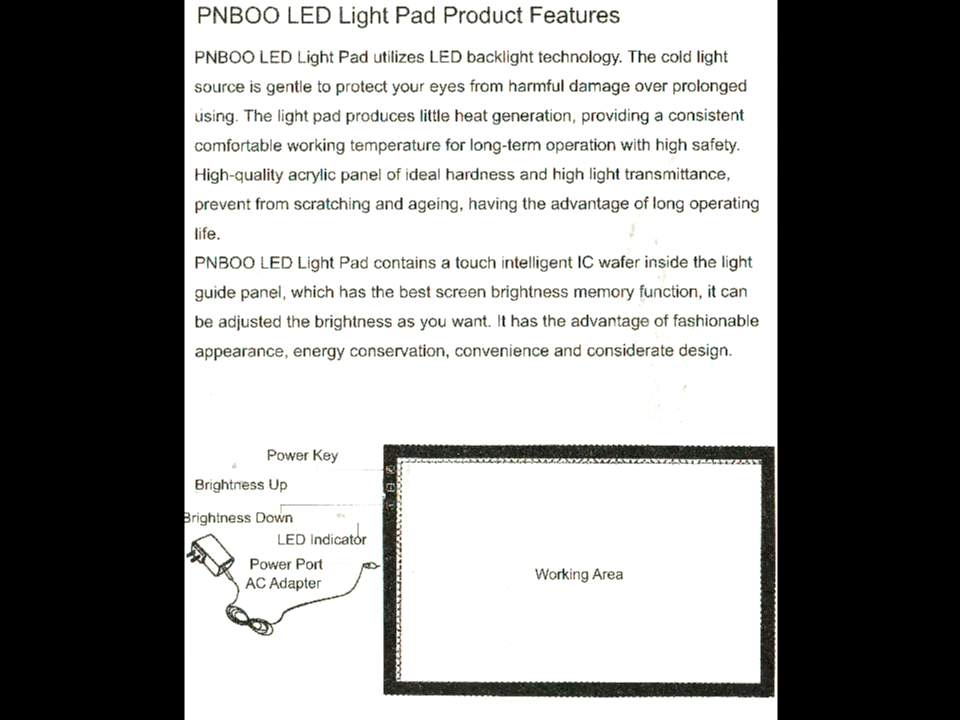 PNBOO LED Light Pad Product Features
PNBOO LED Light Pad utilizes LED backlight technology. The cold light
source is gentle to protect your eyes from harmful damage over prolonged
using. The light pad produces little heat generation, providing a consistent
comfortable working temperature for long-term operation with high safety.
High-quality acrylic panel of ideal hardness and high light transmittance,
prevent from scratching and ageing, having the advantage of long operating
life.
PNBOO LED Light Pad contains a touch intelligent IC wafer inside the light
guide panel, which has the best screen brightness memory function, it can
be adjusted the brightness as you want. It has the advantage of fashionable
appearance, energy conservation, convenience and considerate design.
Power Key
Brightness Up
Brightness Down
LED Indicator
Power Port
AC Adapter
Working Area